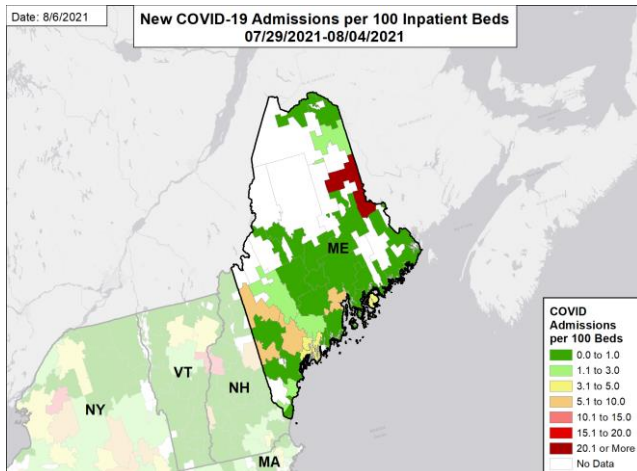 Date: 8/6/2021
New COVID-19 Admissions per 100 Inpatient Beds
07/29/2021-08/04/2021
ME
VT
NH
NY
MA
COVID
Admissions
per 100 Beds
0.0 to 1.0
1.1 to 3.0
3.1 to 5.0
5.1 to 10.0
10.1 to 15.0
15.1 to 20.0
20.1 or More
No Data